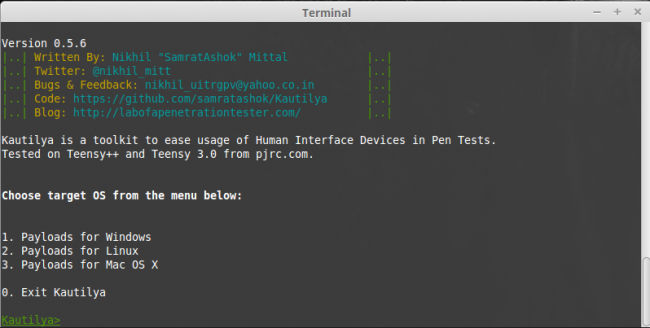 Terminal
Version 0.5.6
|..| Written By: Nikhil "SamratAshok" Mittal |..|
|..| Twitter: @nikhil_mitt |..|
|..| Bugs & Feedback: nikhil_uitrgpv@yahoo.co.in |..|
|..| Code: https://github.com/samratashok/Kautilya |..|
|..| Blog: http://labofapenetrationtester.com/ |..|
Kautilya is a toolkit to ease usage of Human Interface Devices in Pen Tests.
Tested on Teensy++ and Teensy 3.0 from pjrc.com.
Choose target OS from the menu below:
1. Payloads for Windows
2. Payloads for Linux
3. Payloads for Mac OS X
0. Exit Kautilya
Kautilya>